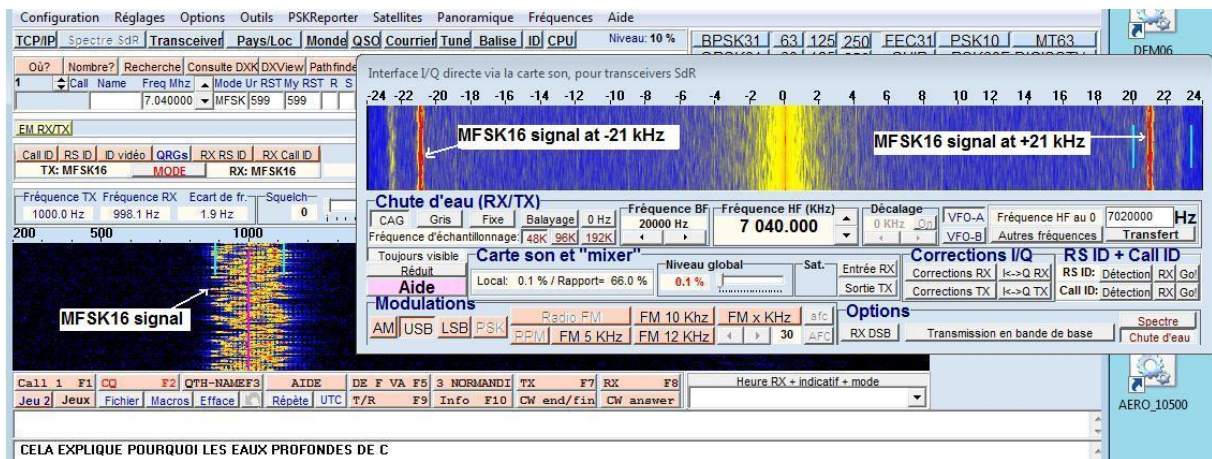 Configuration Réglages Options Outils PSKReporter Satellites Panoramique Fréquences Aide
TCP/IP Spectre SdR Transceiver Pays/Loc Monde QSO Courrier Tune Balise ID CPU Niveau: 10 % BPSK31 63 125 250 FEC31 PSK10 MT63
DEM06
Où? Nombre? Recherche Consulte DXK DXView Pathfinde
1 Call Name Freq Mhz Mode Ur RST My RST R S
7.040000 MFSK 599 599
EM RX/TX
Call ID RS ID ID vidéo QRGs RX RS ID RX Call ID
TX: MFSK16 MODE RX: MFSK16
Fréquence TX Fréquence RX Ecart de fr. Squelch
1000.0 Hz 998.1 Hz 1.9 Hz 0
200 500 1000
MFSK16 signal
Interface I/Q directe via la carte son, pour transceivers SdR
-24 -22 -20 -18 -16 -14 -12 -10 -8 -6 -4 -2 0 2 4 6 8 10 12 14 16 18 20 22 24
MFSK16 signal at -21 kHz MFSK16 signal at +21 kHz
Chute d'eau (RX/TX) Fréquence BF Fréquence HF (KHz) Décalage
CAG Gris Fixe Balayage 0 Hz 20000 Hz 7 040.000 0 KHz On VFO-A Fréquence HF au 0 7020000 Hz
Fréquence d'échantillonnage: 48K 96K 192K VFO-B Autres fréquences Transfert
Toujours visible Carte son et "mixer" Niveau global Sat. Corrections I/Q RS ID + Call ID
Réduit Local: 0.1 % / Rapport= 66.0 % 0.1 % Entrée RX Corrections RX I<->Q RX RS ID: Détection RX Go!
Aide Sortie TX Corrections TX I<->Q TX Call ID: Détection RX Go!
Modulations Options
AM USB LSB PSK Radio FM FM 10 Khz FM x KHz afc RX DSB Transmission en bande de base Spectre
PPM FM 5 KHz FM 12 KHz 30 AFC Chute d'eau
Call 1 F1 CQ F2 QTH-NAMEF3 AIDE DE F VA F5 3 NORMANDI TX F7 RX F8 Heure RX + indicatif + mode
Jeu 2 Jeux Fichier Macros Efface Répète UTC T/R F9 Info F10 CW end/fin CW answer
AERO_10500
CELA EXPLIQUE POURQUOI LES EAUX PROFONDES DE C